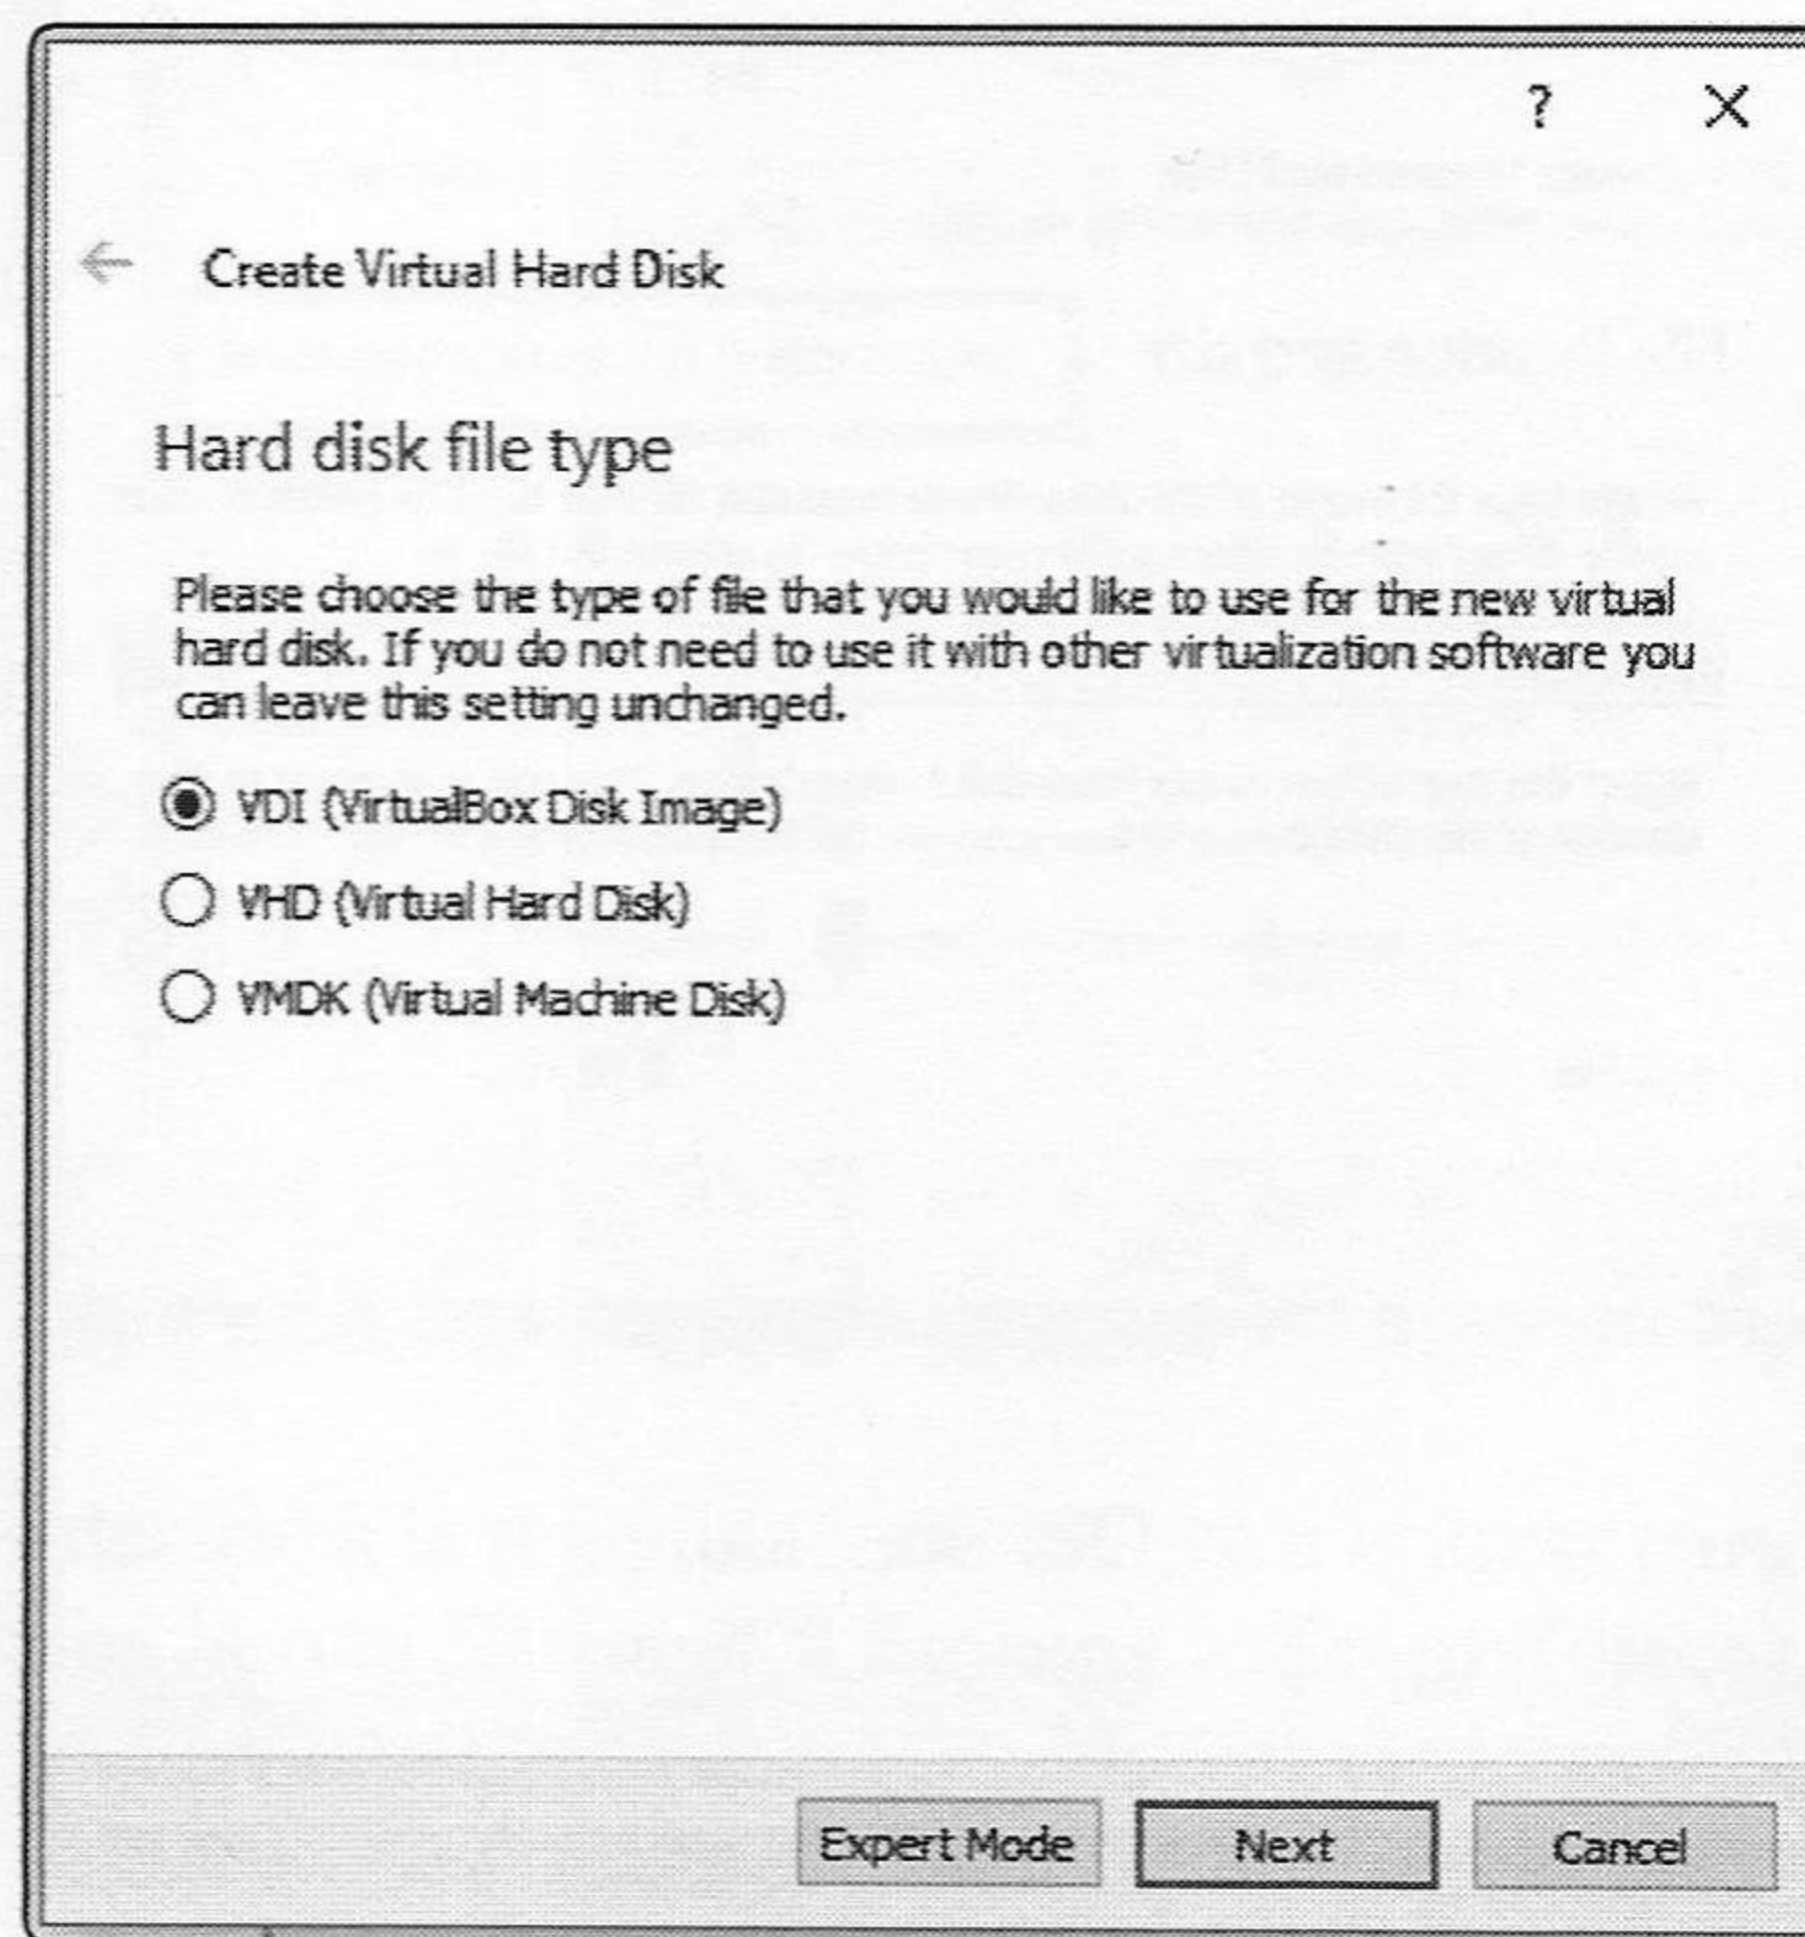 ?
Create Virtual Hard Disk
Hard disk file type
Please choose the type of file that you would like to use for the new virtual
hard disk. If you do not need to use it with other virtualization software you
can leave this setting unchanged.
VDI (VirtualBox Disk Image)
VHD (Virtual Hard Disk)
VMDK (Virtual Machine Disk)
Expert Mode Next Cancel